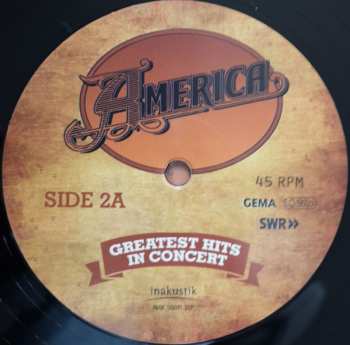 America
SIDE 2A
45 RPM
GEMA
SWR»
GREATEST HITS
IN CONCERT
inakustik